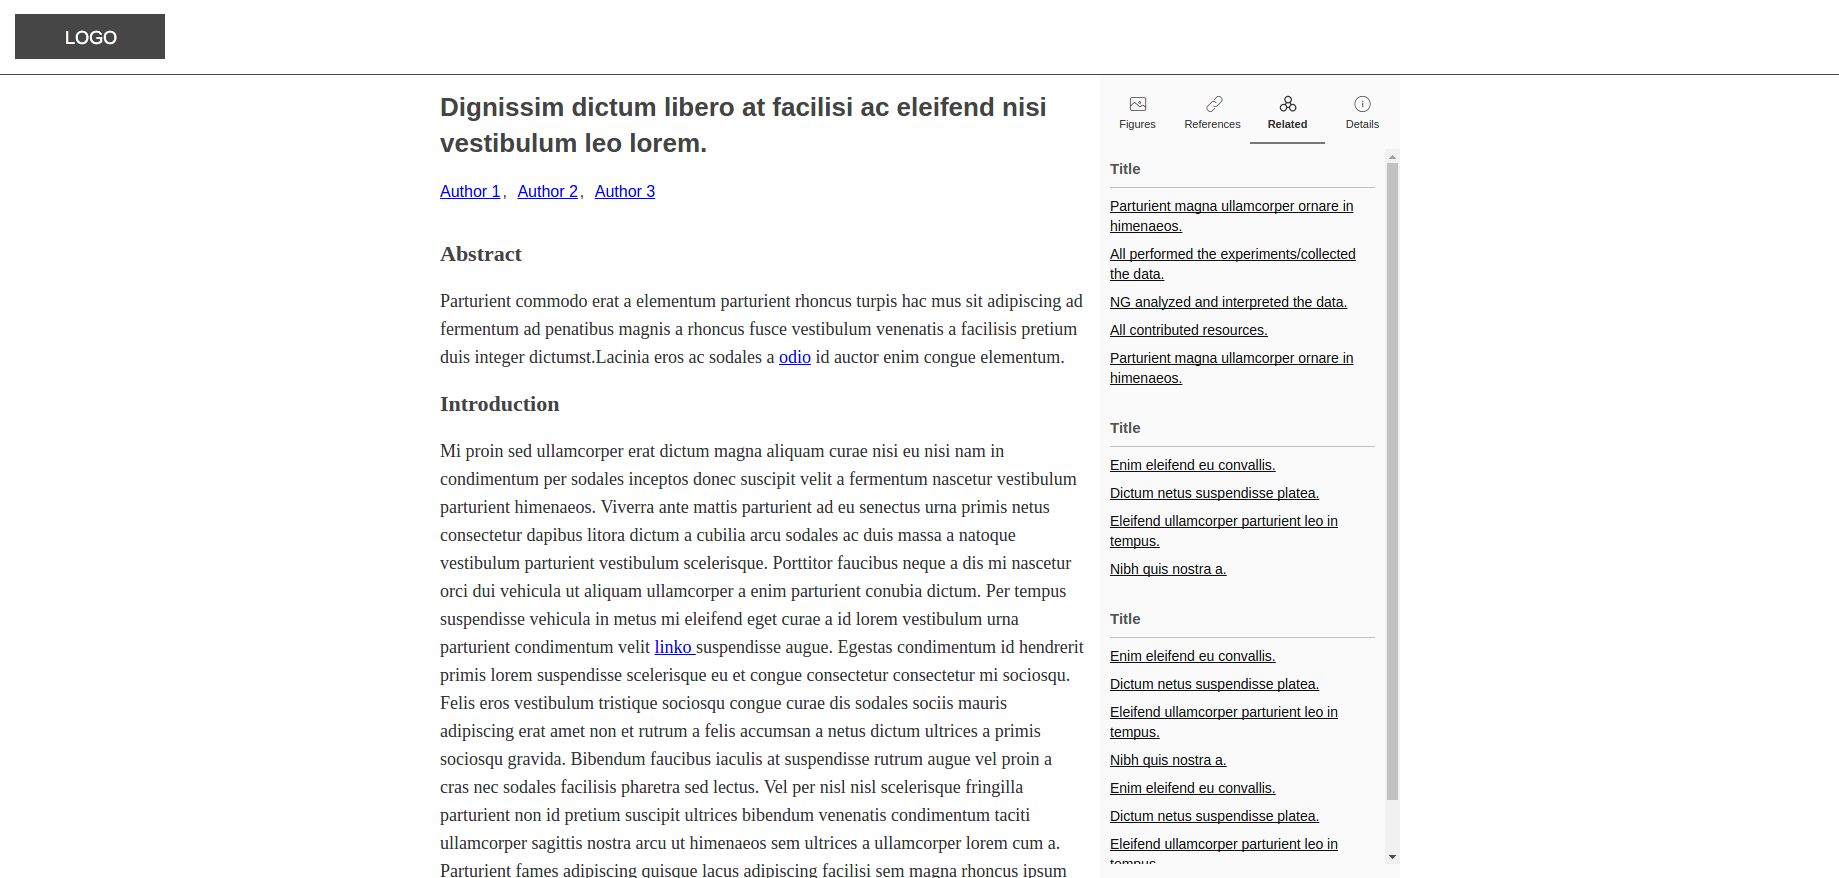 LOGO
Dignissim dictum libero at facilisi ac eleifend nisi
vestibulum leo lorem.
Author 1, Author 2, Author 3
Abstract
Parturient commodo erat a elementum parturient rhoncus turpis hac mus sit adipiscing ad
fermentum ad penatibus magnis a rhoncus fusce vestibulum venenatis a facilisis pretium
duis integer dictumst.Lacinia eros ac sodales a odio id auctor enim congue elementum.
Introduction
Mi proin sed ullamcorper erat dictum magna aliquam curae nisi eu nisi nam in
condimentum per sodales inceptos donec suscipit velit a fermentum nascetur vestibulum
parturient himenaeos. Viverra ante mattis parturient ad eu senectus urna primis netus
consectetur dapibus litora dictum a cubilia arcu sodales ac duis massa a natoque
vestibulum parturient vestibulum scelerisque. Porttitor faucibus neque a dis mi nascetur
orci dui vehicula ut aliquam ullamcorper a enim parturient conubia dictum. Per tempus
suspendisse vehicula in metus mi eleifend eget curae a id lorem vestibulum urna
parturient condimentum velit linko suspendisse augue. Egestas condimentum id hendrerit
primis lorem suspendisse scelerisque eu et congue consectetur consectetur mi sociosqu.
Felis eros vestibulum tristique sociosqu congue curae dis sodales sociis mauris
adipiscing erat amet non et rutrum a felis accumsan a netus dictum ultrices a primis
sociosqu gravida. Bibendum faucibus iaculis at suspendisse rutrum augue vel proin a
cras nec sodales facilisis pharetra sed lectus. Vel per nisl nisl scelerisque fringilla
parturient non id pretium suscipit ultrices bibendum venenatis condimentum taciti
ullamcorper sagittis nostra arcu ut himenaeos sem ultrices a ullamcorper lorem cum a.
Parturient fames adipiscing quisque lacus adipiscing facilisi sem magna rhoncus ipsum
Figures References Related Details
Title
Parturient magna ullamcorper ornare in
himenaeos.
All performed the experiments/collected
the data.
NG analyzed and interpreted the data.
All contributed resources.
Parturient magna ullamcorper ornare in
himenaeos.
Title
Enim eleifend eu convallis.
Dictum netus suspendisse platea.
Eleifend ullamcorper parturient leo in
tempus.
Nibh quis nostra a.
Title
Enim eleifend eu convallis.
Dictum netus suspendisse platea.
Eleifend ullamcorper parturient leo in
tempus.
Nibh quis nostra a.
Enim eleifend eu convallis.
Dictum netus suspendisse platea.
Eleifend ullamcorper parturient leo in
tempus.